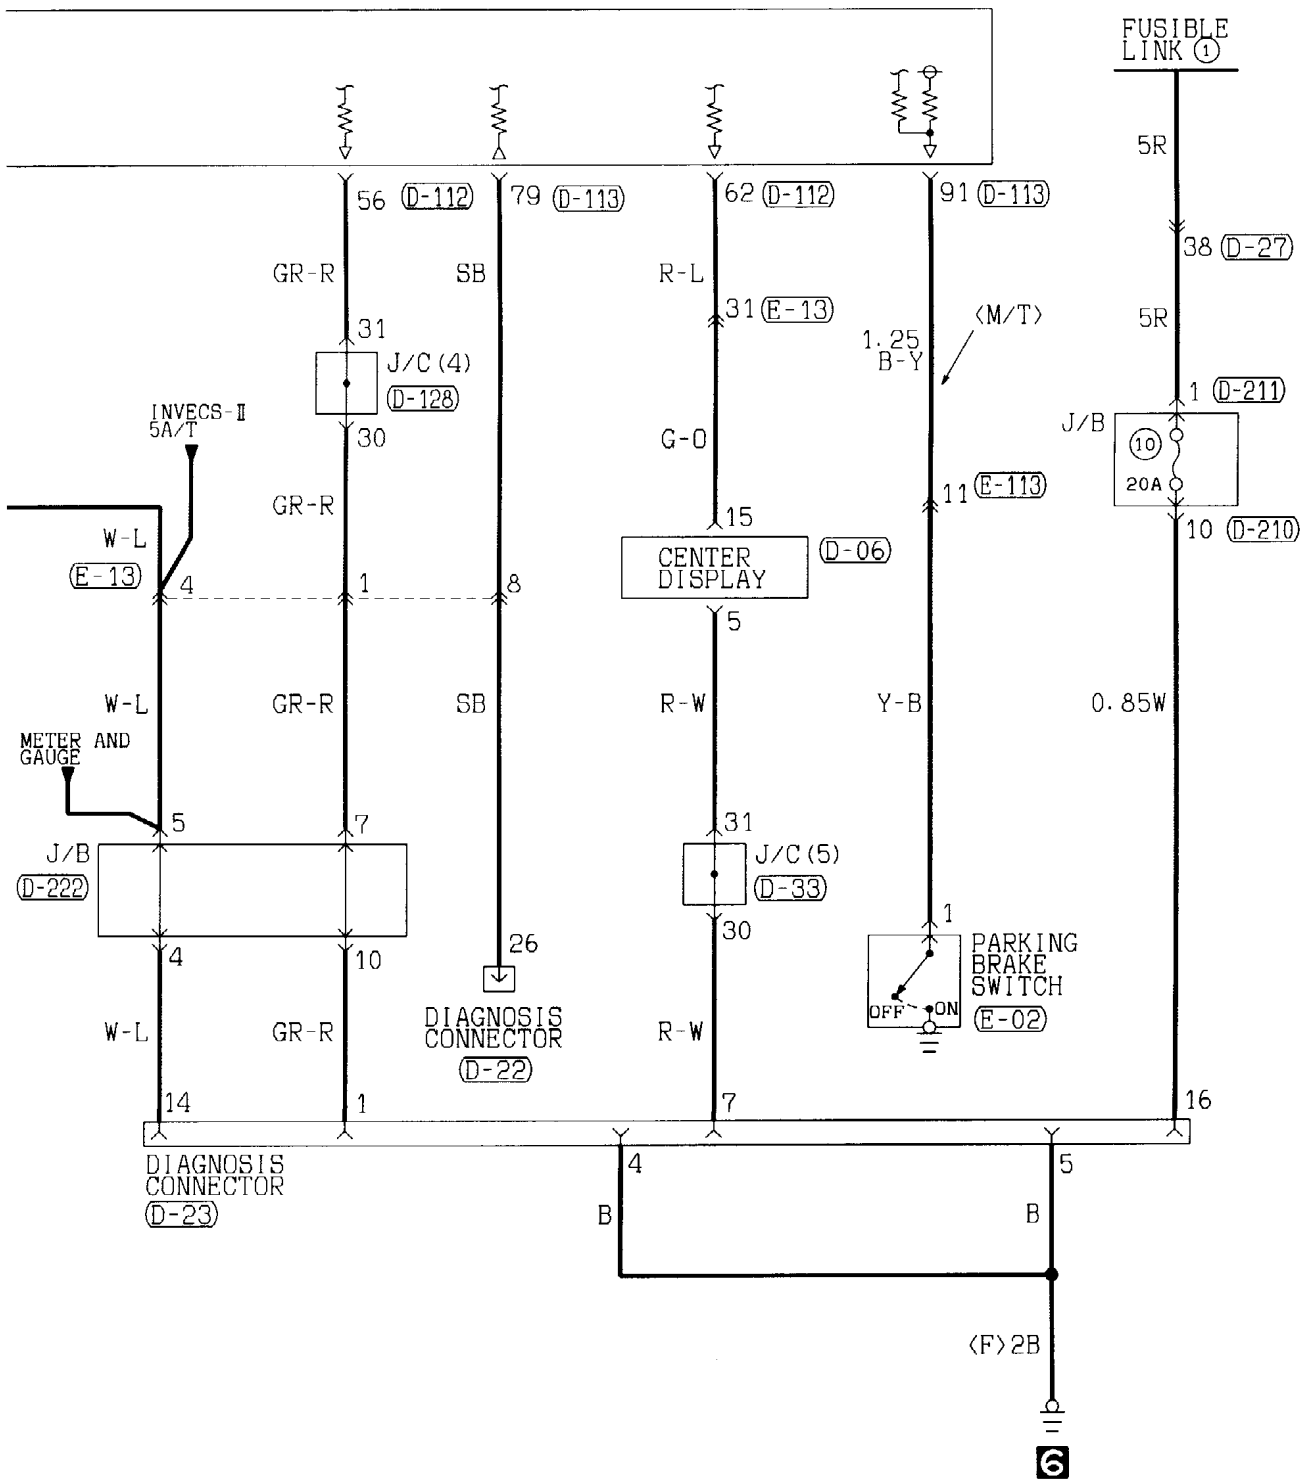 FUSIBLE
LINK ①
5R
56 D-112
79 D-113
62 D-112
91 D-113
38 D-27
GR-R
SB
R-L
31 E-13
<M/T>
5R
31
J/C(4)
D-128
1.25
B-Y
1 D-211
J/B
⑩
20A
INVECS-Ⅱ
5A/T
30
G-O
11 E-113
GR-R
15
10 D-210
W-L
E-13
4
1
8
CENTER
DISPLAY
D-06
5
W-L
GR-R
SB
R-W
Y-B
0.85W
METER AND
GAUGE
5
7
31
J/B
D-222
J/C(5)
D-33
4
10
26
30
1
PARKING
BRAKE
SWITCH
E-02
OFF
ON
DIAGNOSIS
CONNECTOR
D-22
W-L
GR-R
R-W
14
1
7
16
DIAGNOSIS
CONNECTOR
D-23
4
5
B
B
<F>2B
6